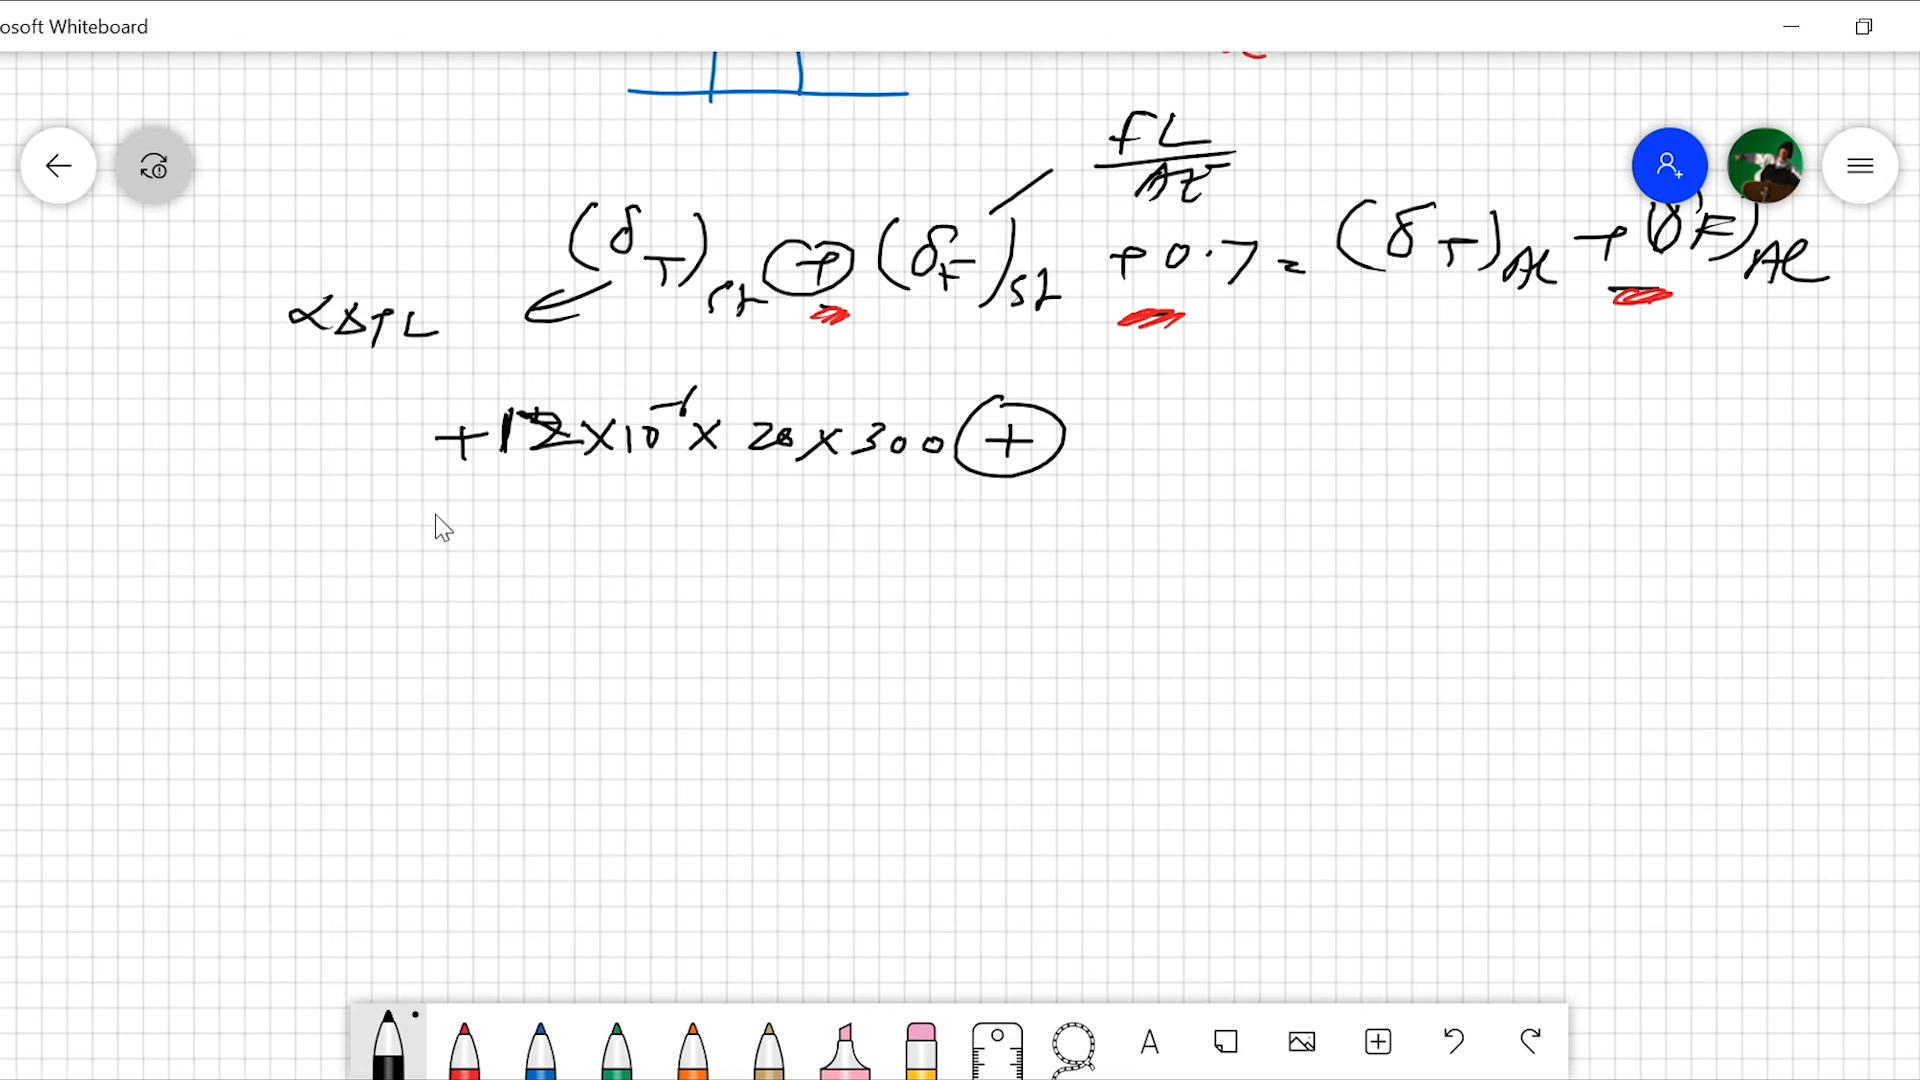 osoft Whiteboard
FL
AE
(δT)st + (δF)st + 0.7 = (δT)Al + (δF)Al
αΔTL
+12×10⁻⁶× 20×300 +
A